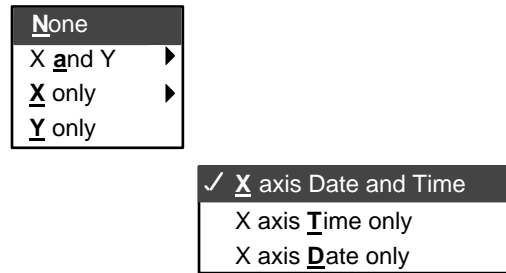 None
X and Y
X only
Y only
✓ X axis Date and Time
X axis Time only
X axis Date only